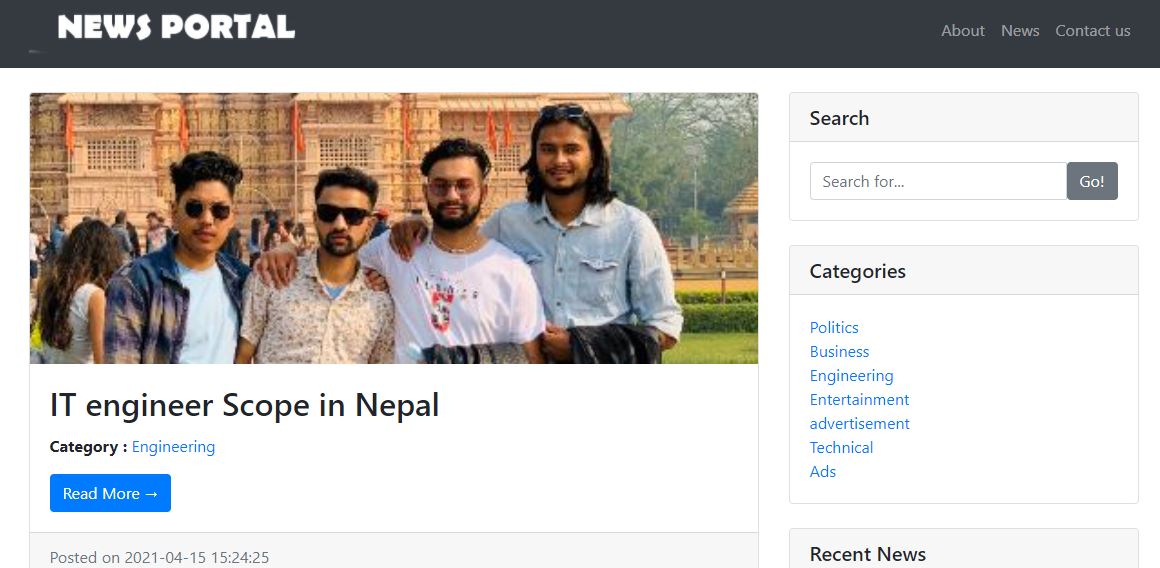 NEWS PORTAL
About News Contact us
IT engineer Scope in Nepal
Category : Engineering
Read More →
Posted on 2021-04-15 15:24:25
Search
Search for...
Go!
Categories
Politics
Business
Engineering
Entertainment
advertisement
Technical
Ads
Recent News